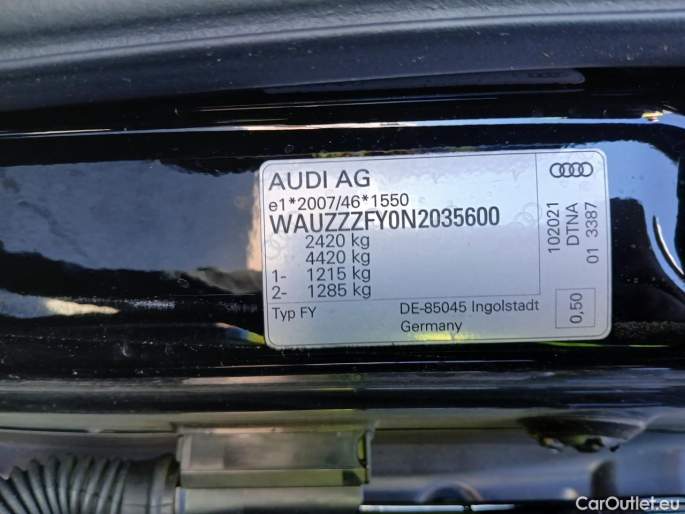 AUDI AG
e1*2007/46*1550
WAUZZZFY0N2035600
2420 kg
4420 kg
1- 1215 kg
2- 1285 kg
Typ FY
DE-85045 Ingolstadt
Germany
102021
DTNA
01 3387
0,50
CarOutlet.eu